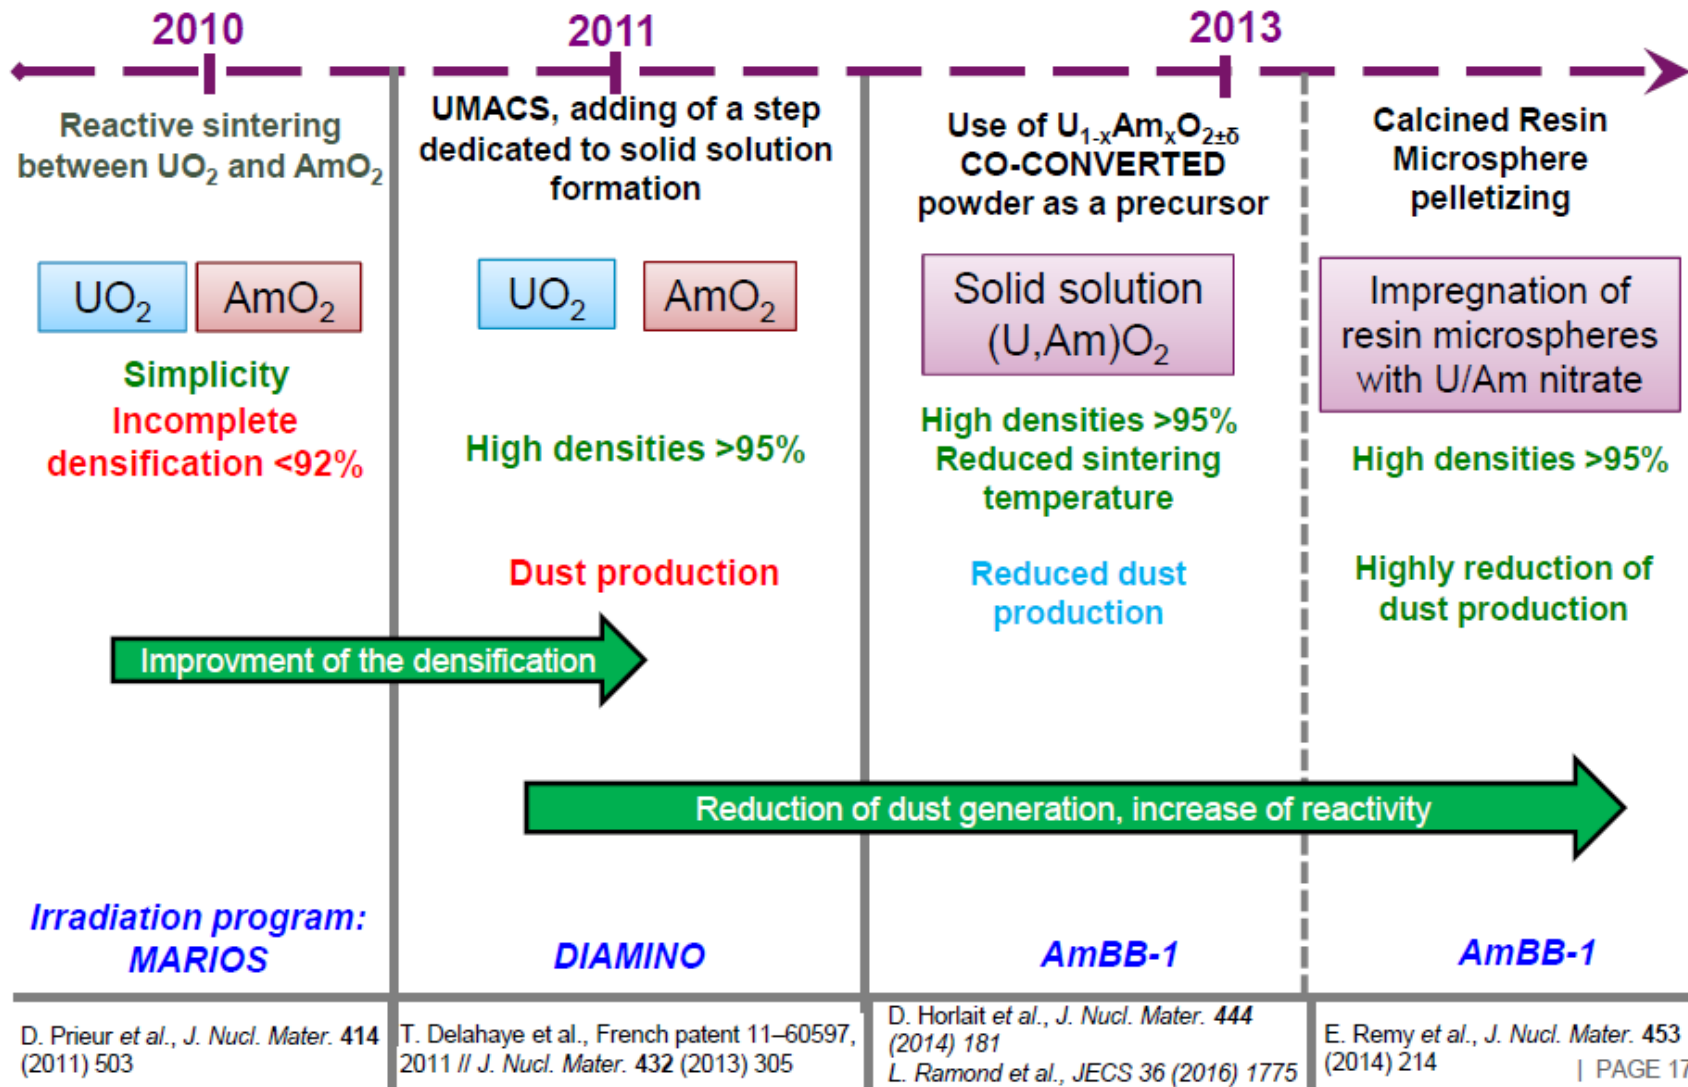 2010
2011
2013
Reactive sintering
between UO₂ and AmO₂
UO₂
AmO₂
Simplicity
Incomplete
densification <92%
UMACS, adding of a step
dedicated to solid solution
formation
UO₂
AmO₂
High densities >95%
Dust production
Use of U₁₋ₓAmₓO₂±δ
CO-CONVERTED
powder as a precursor
Solid solution
(U,Am)O₂
High densities >95%
Reduced sintering
temperature
Reduced dust
production
Calcined Resin
Microsphere
pelletizing
Impregnation of
resin microspheres
with U/Am nitrate
High densities >95%
Highly reduction of
dust production
Improvment of the densification
Reduction of dust generation, increase of reactivity
Irradiation program:
MARIOS
DIAMINO
AmBB-1
AmBB-1
D. Prieur et al., J. Nucl. Mater. 414
(2011) 503
T. Delahaye et al., French patent 11–60597,
2011 // J. Nucl. Mater. 432 (2013) 305
D. Horlait et al., J. Nucl. Mater. 444
(2014) 181
L. Ramond et al., JECS 36 (2016) 1775
E. Remy et al., J. Nucl. Mater. 453
(2014) 214
| PAGE 17